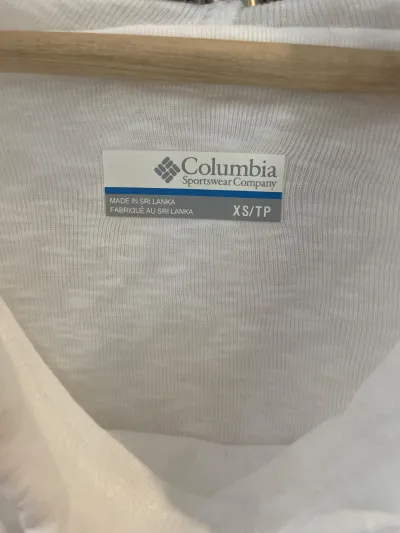 Columbia
Sportswear Company
MADE IN SRI LANKA
FABRIQUÉ AU SRI LANKA
XS/TP